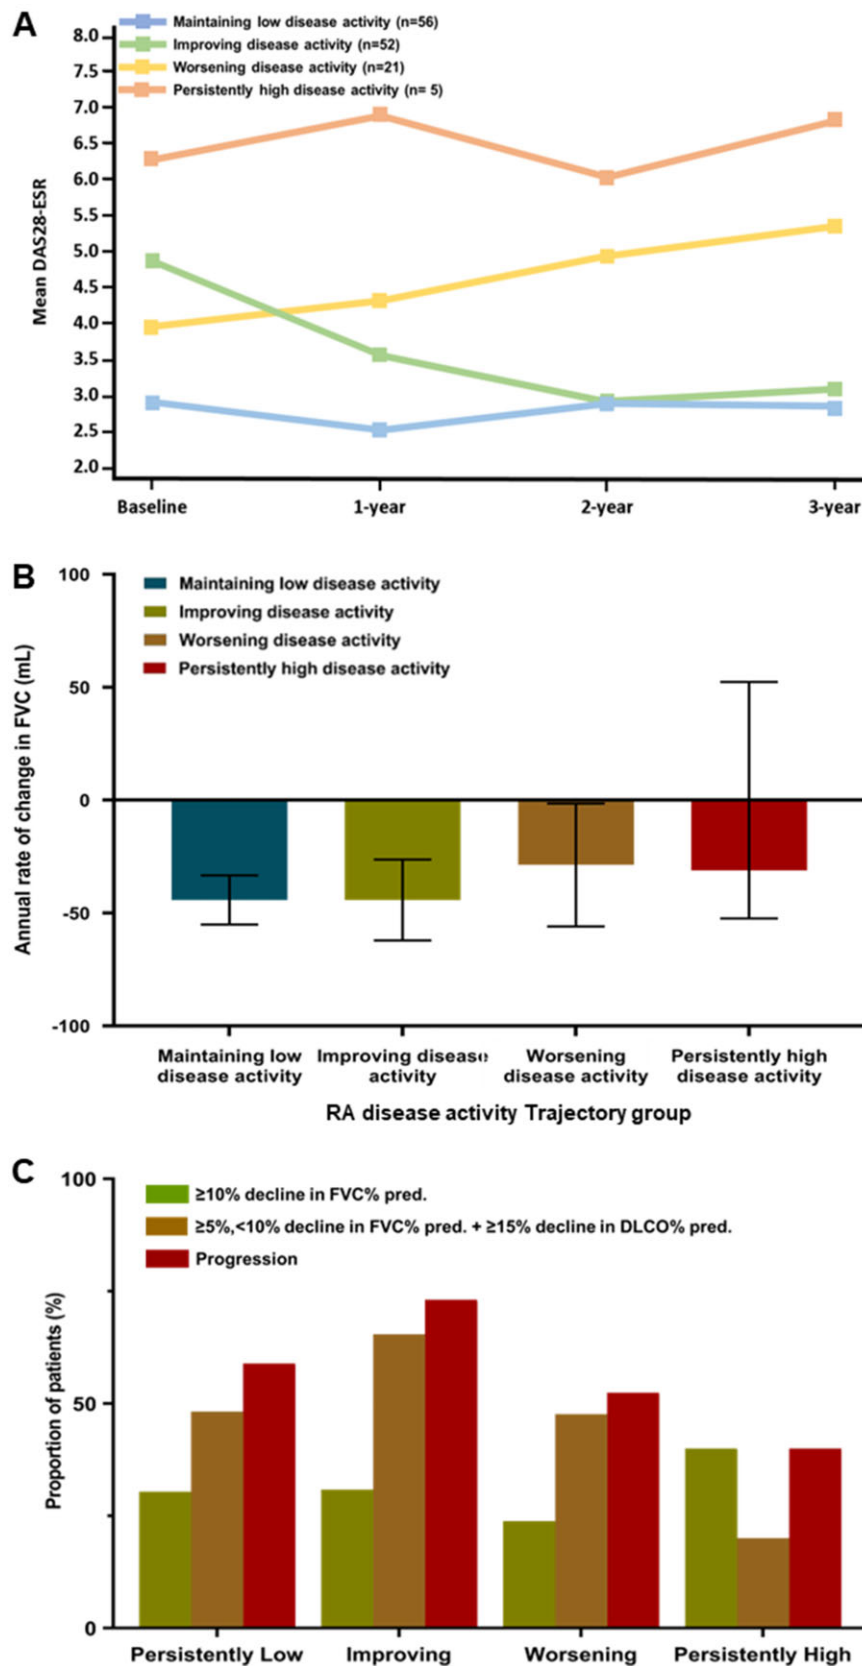 A
Maintaining low disease activity (n=56)
Improving disease activity (n=52)
Worsening disease activity (n=21)
Persistently high disease activity (n= 5)
8.0
7.5
7.0
6.5
6.0
5.5
5.0
4.5
4.0
3.5
3.0
2.5
2.0
Mean DAS28-ESR
Baseline 1-year 2-year 3-year
B
Maintaining low disease activity
Improving disease activity
Worsening disease activity
Persistently high disease activity
100
50
0
-50
-100
Annual rate of change in FVC (mL)
Maintaining low disease activity
Improving disease activity
Worsening disease activity
Persistently high disease activity
RA disease activity Trajectory group
C
≥10% decline in FVC% pred.
≥5%,<10% decline in FVC% pred. + ≥15% decline in DLCO% pred.
Progression
100
50
0
Proportion of patients (%)
Persistently Low Improving Worsening Persistently High